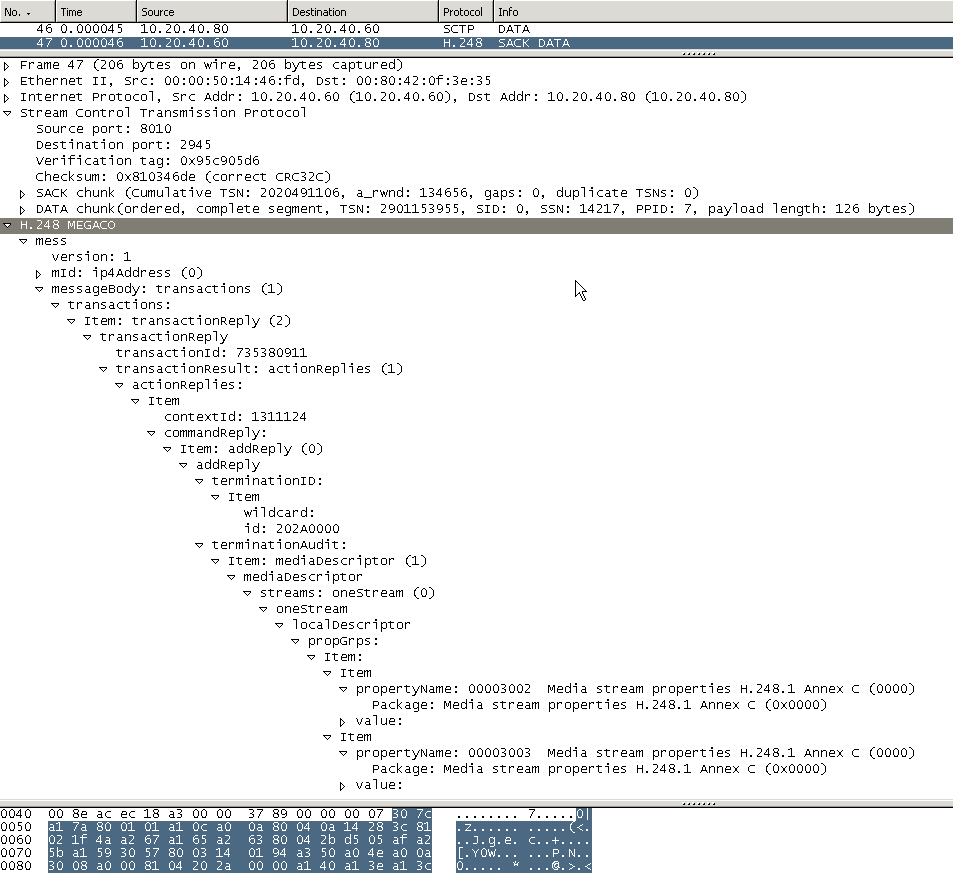 No. Time Source Destination Protocol Info
46 0.000045 10.20.40.80 10.20.40.60 SCTP DATA
47 0.000046 10.20.40.60 10.20.40.80 H.248 SACK DATA
Frame 47 (206 bytes on wire, 206 bytes captured)
Ethernet II, Src: 00:00:50:14:46:fd, Dst: 00:80:42:0f:3e:35
Internet Protocol, Src Addr: 10.20.40.60 (10.20.40.60), Dst Addr: 10.20.40.80 (10.20.40.80)
Stream Control Transmission Protocol
Source port: 8010
Destination port: 2945
Verification tag: 0x95c905d6
Checksum: 0x810346de (correct CRC32C)
SACK chunk (Cumulative TSN: 2020491106, a_rwnd: 134656, gaps: 0, duplicate TSNs: 0)
DATA chunk(ordered, complete segment, TSN: 2901153955, SID: 0, SSN: 14217, PPID: 7, payload length: 126 bytes)
H.248 MEGACO
mess
version: 1
mId: ip4Address (0)
messageBody: transactions (1)
transactions:
Item: transactionReply (2)
transactionReply
transactionId: 735380911
transactionResult: actionReplies (1)
actionReplies:
Item
contextId: 1311124
commandReply:
Item: addReply (0)
addReply
terminationID:
Item
wildcard:
id: 202A0000
terminationAudit:
Item: mediaDescriptor (1)
mediaDescriptor
streams: oneStream (0)
oneStream
localDescriptor
propGrps:
Item:
Item
propertyName: 00003002  Media stream properties H.248.1 Annex C (0000)
Package: Media stream properties H.248.1 Annex C (0x0000)
value:
Item
propertyName: 00003003  Media stream properties H.248.1 Annex C (0000)
Package: Media stream properties H.248.1 Annex C (0x0000)
value:
0040 00 8e ac ec 18 a3 00 00 37 89 00 00 00 07 30 7c ........ 7.....0|
0050 a1 7a 80 01 01 a1 0c a0 0a 80 04 0a 14 28 3c 81 .z...... .....(<.
0060 02 1f 4a a2 67 a1 65 a2 63 80 04 2b d5 05 af a2 ..J.g.e. c..+....
0070 5b a1 59 30 57 80 03 14 01 94 a3 50 a0 4e a0 0a [.Y0W... ...P.N..
0080 30 08 a0 00 81 04 20 2a 00 00 a1 40 a1 3e a1 3c 0..... * ...@.>.<